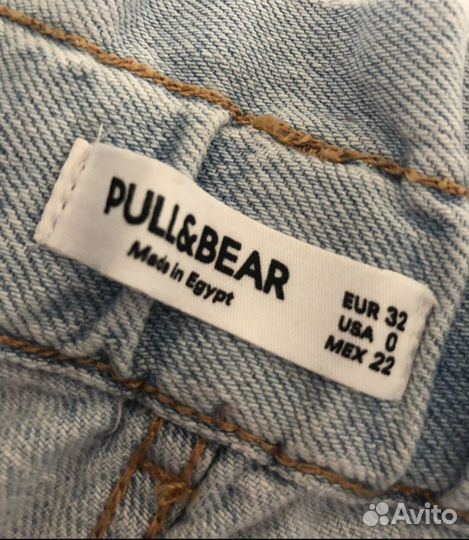 PULL&BEAR
Made in Egypt
EUR 32
USA 0
MEX 22
Avito